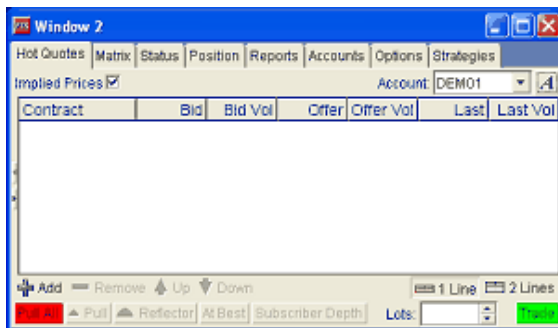 Window 2
Hot Quotes Matrix Status Position Reports Accounts Options Strategies
Implied Prices Account: DEMO1 A
Contract Bid Bid Vol Offer Offer Vol Last Last Vol
Add Remove Up Down 1 Line 2 Lines
Pull All Pull Reflector At Best Subscriber Depth Lots: Trade